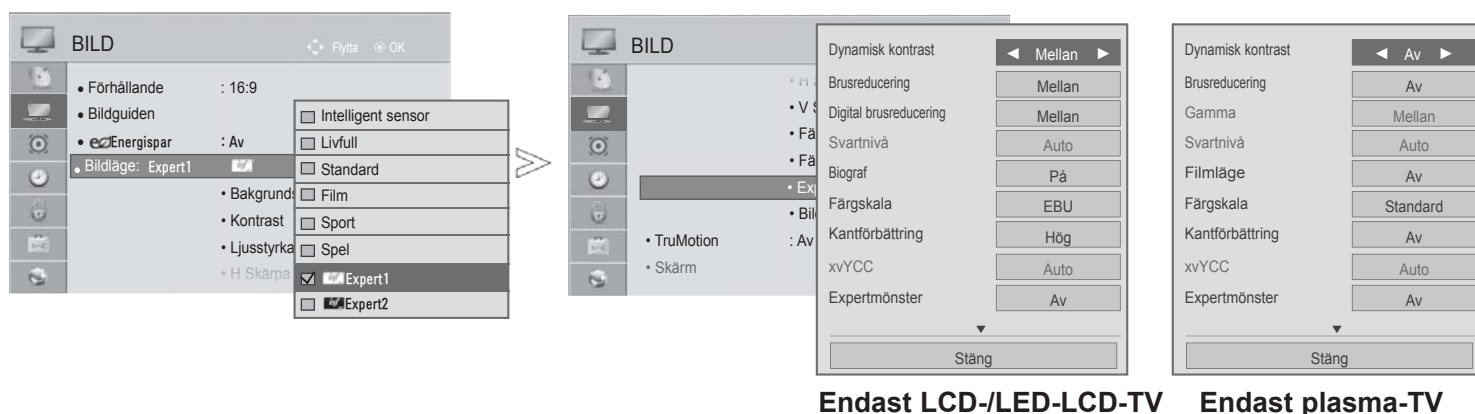 BILD
Flytta OK
• Förhållande : 16:9
• Bildguiden
• Energispar : Av
• Bildläge: Expert1
• Kontrast
• Ljusstyrka
• H Skärpa
Intelligent sensor
Livfull
Standard
Film
Sport
Spel
Expert1
Expert2
BILD
• TruMotion : Av
• Skärm
Dynamisk kontrast ◄ Mellan ►
Brusreducering Mellan
Digital brusreducering Mellan
Svartnivå Auto
Biograf På
Färgskala EBU
Kantförbättring Hög
xvYCC Auto
Expertmönster Av
▼
Stäng
Endast LCD-/LED-LCD-TV
Dynamisk kontrast ◄ Av ►
Brusreducering Av
Gamma Mellan
Svartnivå Auto
Filmläge Av
Färgskala Standard
Kantförbättring Av
xvYCC Auto
Expertmönster Av
▼
Stäng
Endast plasma-TV